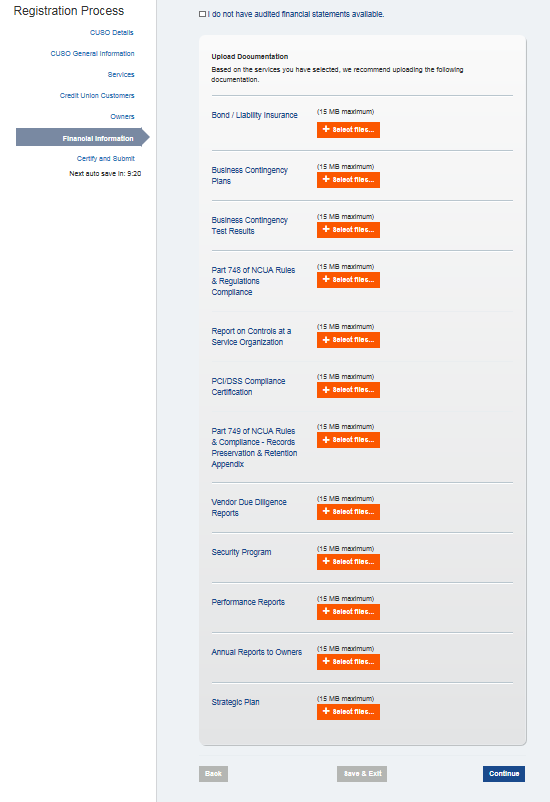 Registration Process
CUSO Details
CUSO General Information
Services
Credit Union Customers
Owners
Financial Information
Certify and Submit
Next auto save in: 9:20
I do not have audited financial statements available.
Upload Documentation
Based on the services you have selected, we recommend uploading the following
documentation.
Bond / Liability Insurance
(15 MB maximum)
+ Select files...
Business Contingency
Plans
(15 MB maximum)
+ Select files...
Business Contingency
Test Results
(15 MB maximum)
+ Select files...
Part 748 of NCUA Rules
& Regulations
Compliance
(15 MB maximum)
+ Select files...
Report on Controls at a
Service Organization
(15 MB maximum)
+ Select files...
PCI/DSS Compliance
Certification
(15 MB maximum)
+ Select files...
Part 749 of NCUA Rules
& Compliance - Records
Preservation & Retention
Appendix
(15 MB maximum)
+ Select files...
Vendor Due Diligence
Reports
(15 MB maximum)
+ Select files...
Security Program
(15 MB maximum)
+ Select files...
Performance Reports
(15 MB maximum)
+ Select files...
Annual Reports to Owners
(15 MB maximum)
+ Select files...
Strategic Plan
(15 MB maximum)
+ Select files...
Back
Save & Exit
Continue